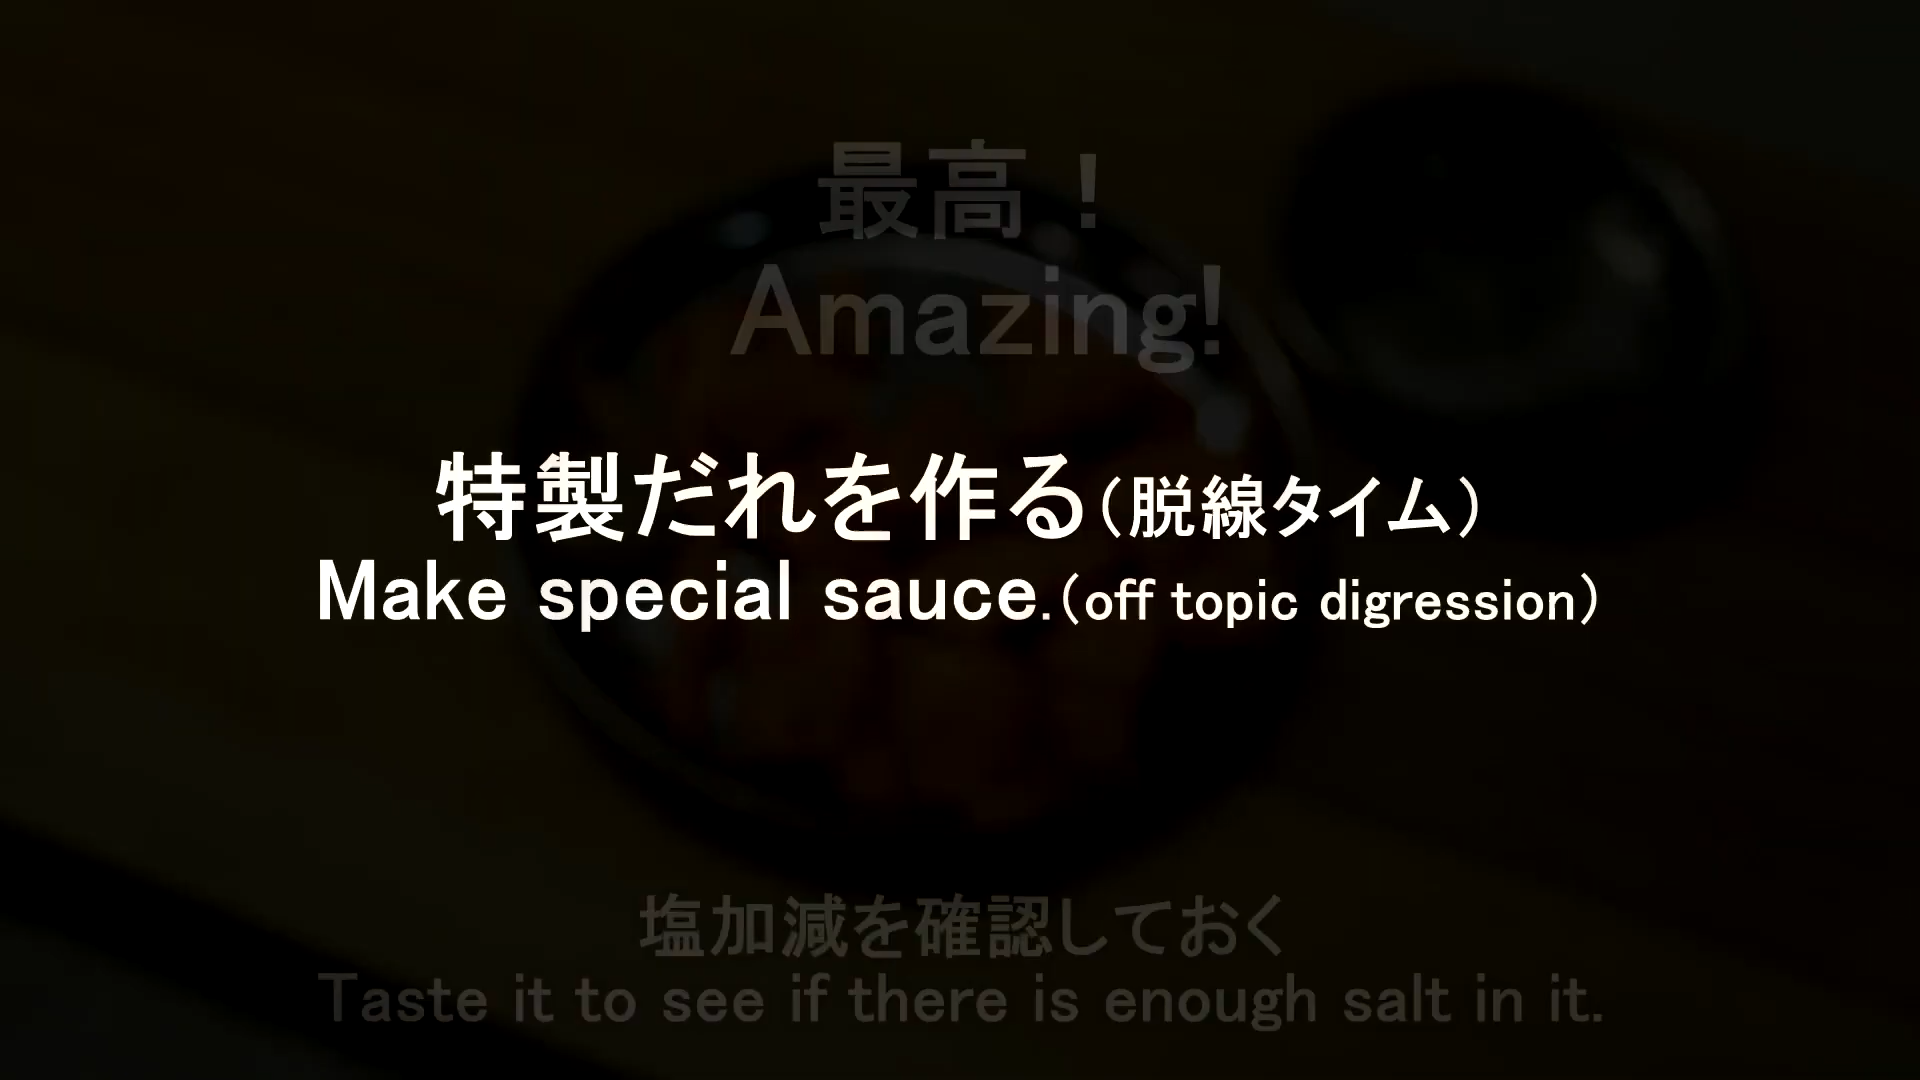 最高！
Amazing!
特製だれを作る（脱線タイム）
Make special sauce.（off topic digression）
塩加減を確認しておく
Taste it to see if there is enough salt in it.